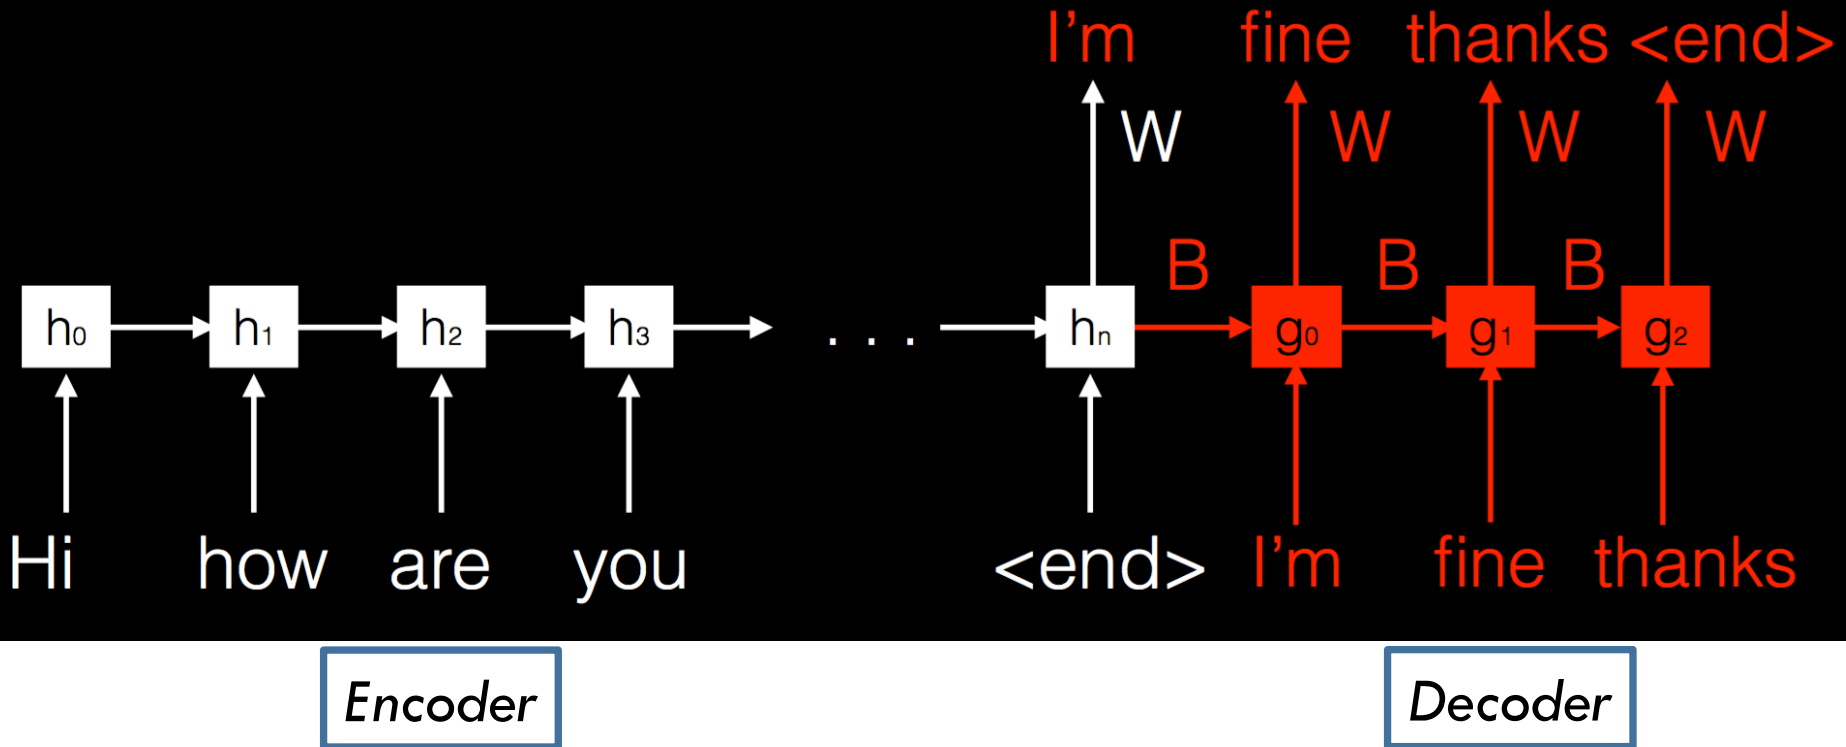 I'm fine thanks <end>
W W W W
B B B
h0 h1 h2 h3 . . . hn g0 g1 g2
Hi how are you <end> I'm fine thanks
Encoder Decoder